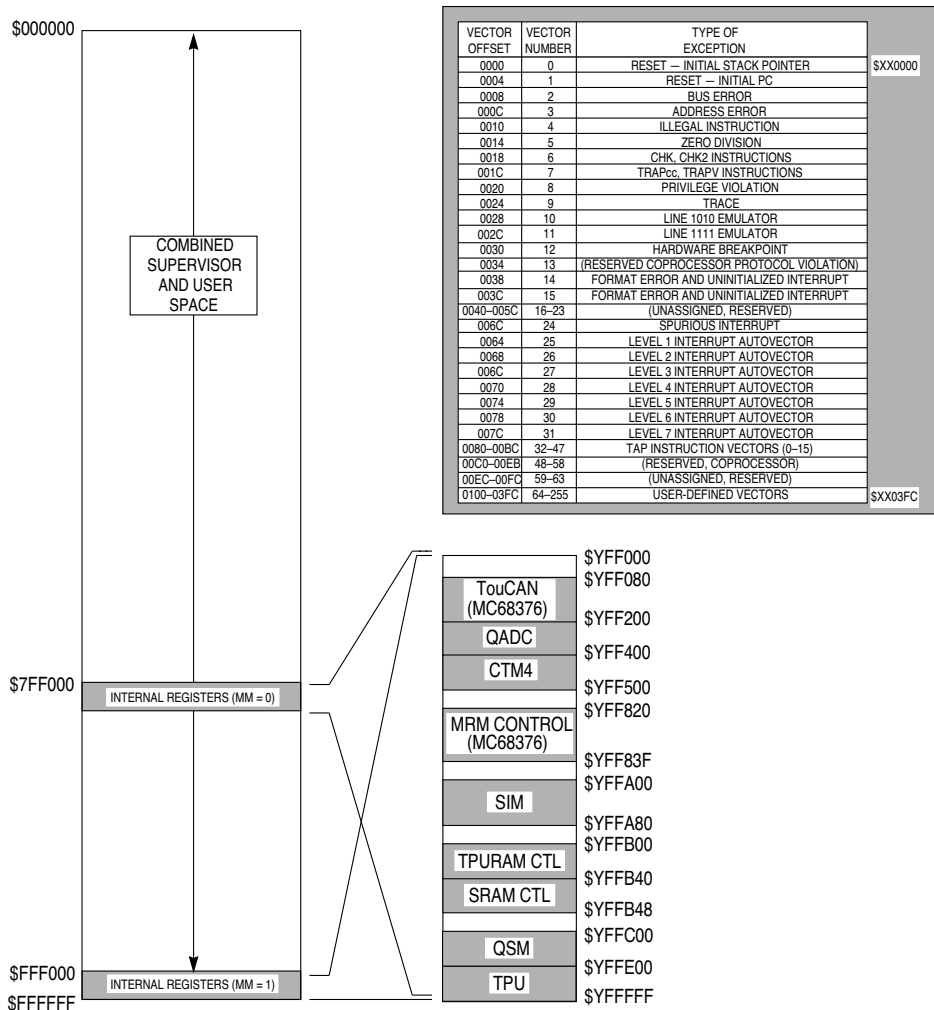 $000000
COMBINED
SUPERVISOR
AND USER
SPACE
$7FF000
INTERNAL REGISTERS (MM = 0)
$FFF000
INTERNAL REGISTERS (MM = 1)
$FFFFFF
VECTOR OFFSET VECTOR NUMBER TYPE OF EXCEPTION
0000 0 RESET — INITIAL STACK POINTER $XX0000
0004 1 RESET — INITIAL PC
0008 2 BUS ERROR
000C 3 ADDRESS ERROR
0010 4 ILLEGAL INSTRUCTION
0014 5 ZERO DIVISION
0018 6 CHK, CHK2 INSTRUCTIONS
001C 7 TRAPcc, TRAPV INSTRUCTIONS
0020 8 PRIVILEGE VIOLATION
0024 9 TRACE
0028 10 LINE 1010 EMULATOR
002C 11 LINE 1111 EMULATOR
0030 12 HARDWARE BREAKPOINT
0034 13 (RESERVED COPROCESSOR PROTOCOL VIOLATION)
0038 14 FORMAT ERROR AND UNINITIALIZED INTERRUPT
003C 15 FORMAT ERROR AND UNINITIALIZED INTERRUPT
0040–005C 16–23 (UNASSIGNED, RESERVED)
006C 24 SPURIOUS INTERRUPT
0064 25 LEVEL 1 INTERRUPT AUTOVECTOR
0068 26 LEVEL 2 INTERRUPT AUTOVECTOR
006C 27 LEVEL 3 INTERRUPT AUTOVECTOR
0070 28 LEVEL 4 INTERRUPT AUTOVECTOR
0074 29 LEVEL 5 INTERRUPT AUTOVECTOR
0078 30 LEVEL 6 INTERRUPT AUTOVECTOR
007C 31 LEVEL 7 INTERRUPT AUTOVECTOR
0080–00BC 32–47 TAP INSTRUCTION VECTORS (0–15)
00C0–00EB 48–58 (RESERVED, COPROCESSOR)
00EC–00FC 59–63 (UNASSIGNED, RESERVED)
0100–03FC 64–255 USER-DEFINED VECTORS $XX03FC
$YFF000
$YFF080
TouCAN
(MC68376)
$YFF200
QADC
$YFF400
CTM4
$YFF500
$YFF820
MRM CONTROL
(MC68376)
$YFF83F
$YFFA00
SIM
$YFFA80
$YFFB00
TPURAM CTL
$YFFB40
SRAM CTL
$YFFB48
$YFFC00
QSM
$YFFE00
TPU
$YFFFFF